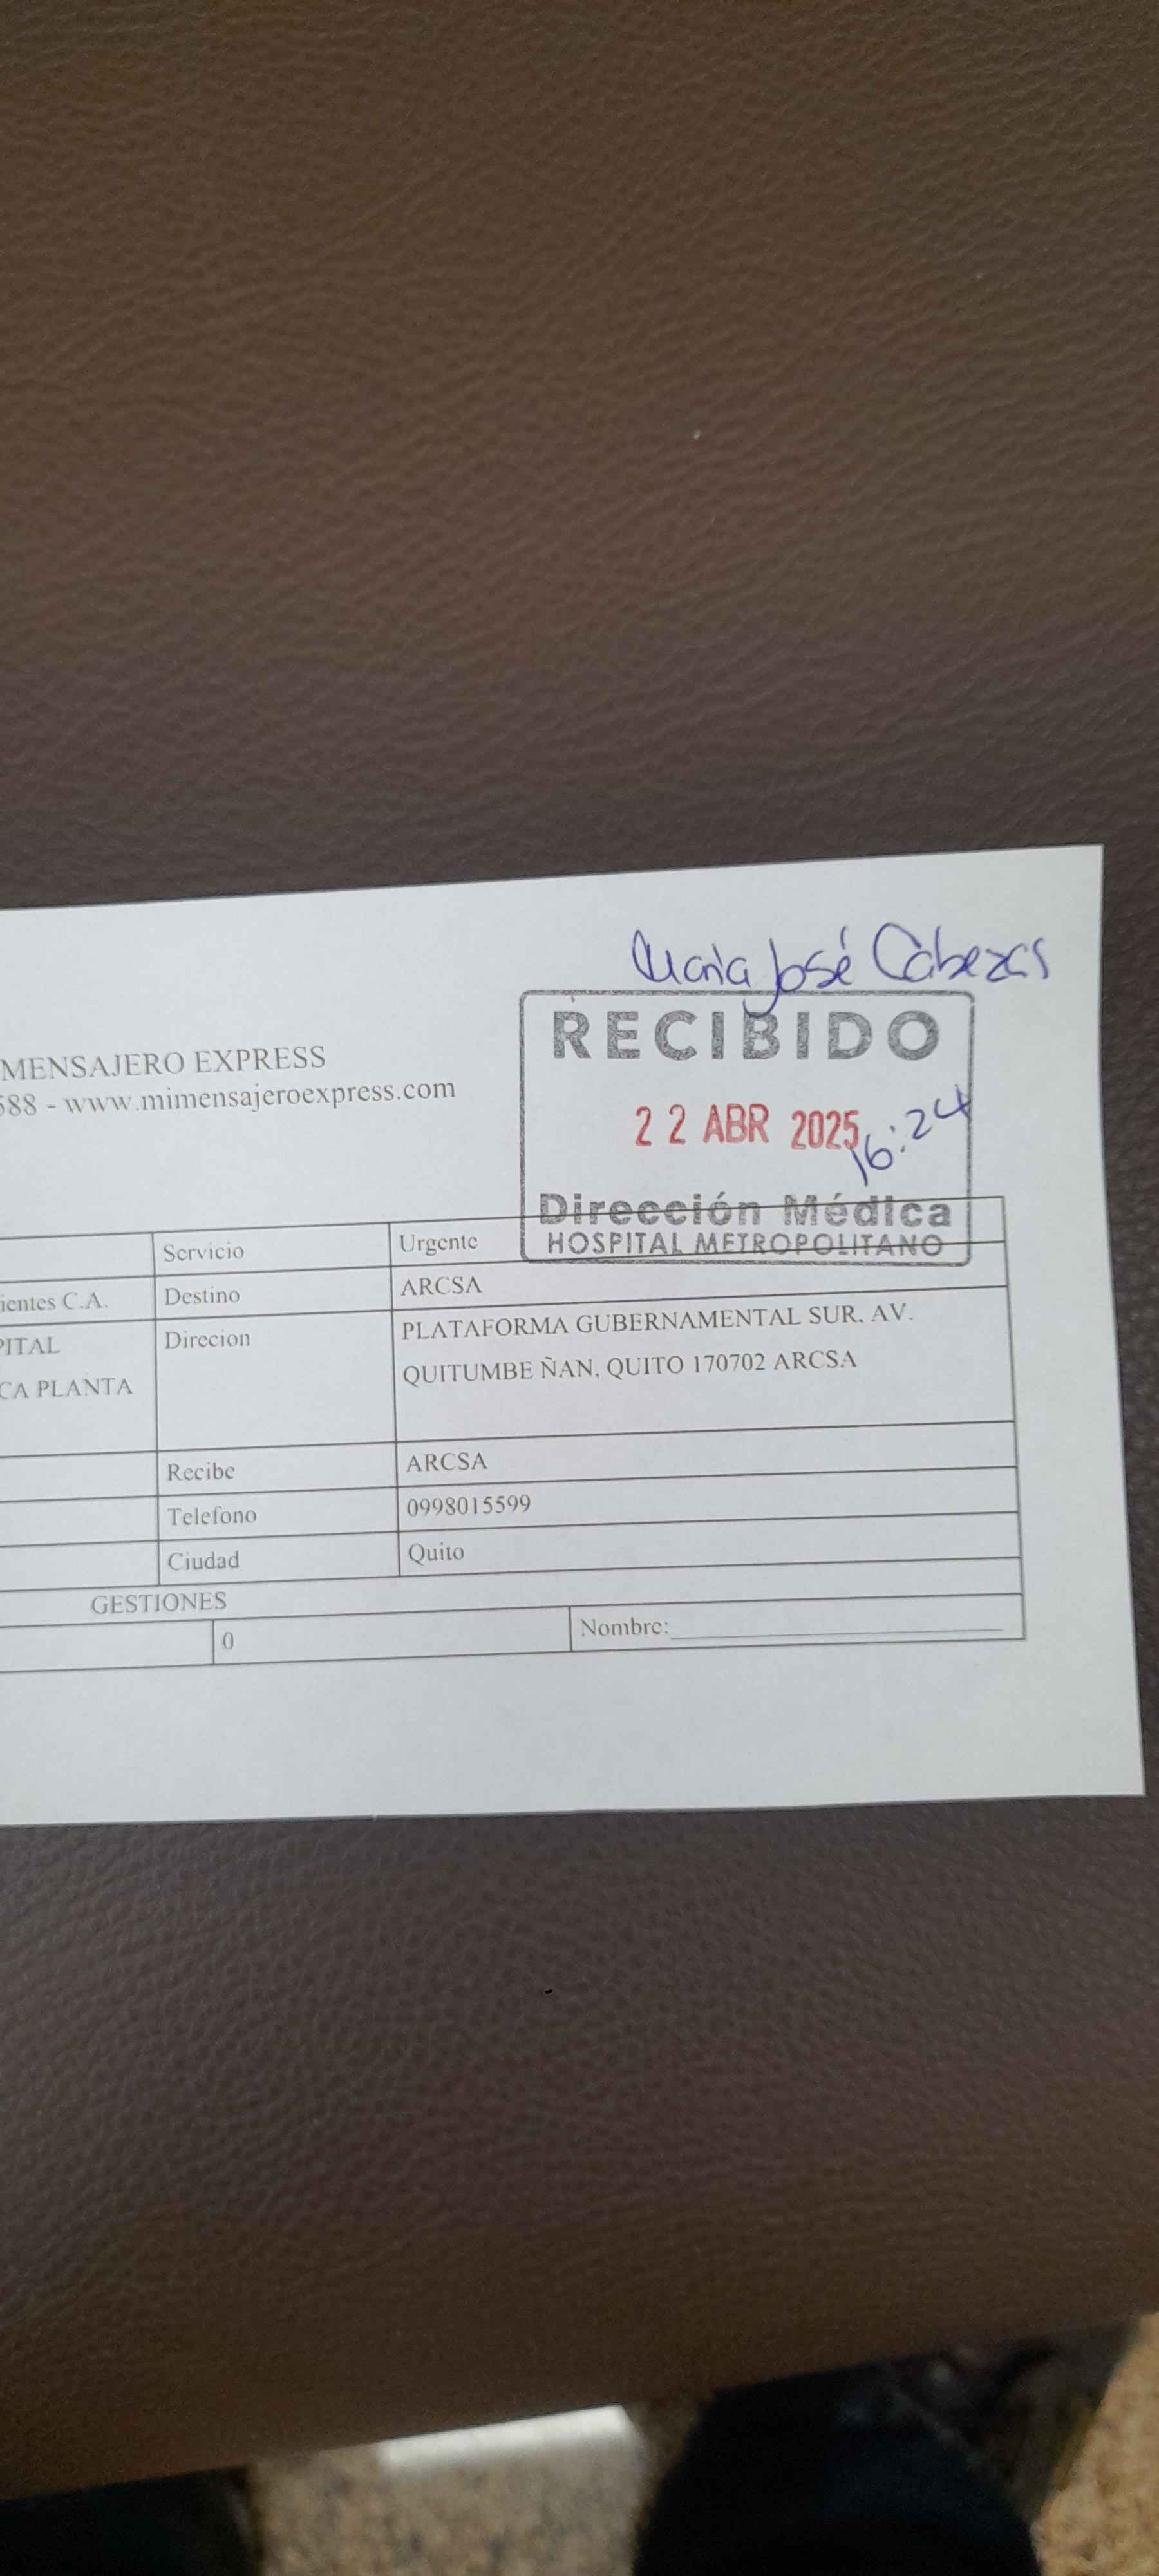 María José Cabezas
RECIBIDO
22 ABR 2025 16:24
Dirección Médica
HOSPITAL METROPOLITANO
MENSAJERO EXPRESS
588 - www.mimensajeroexpress.com
Servicio Urgente
ientes C.A. Destino ARCSA
PITAL Direcion PLATAFORMA GUBERNAMENTAL SUR. AV.
CA PLANTA QUITUMBE ÑAN, QUITO 170702 ARCSA
Recibe ARCSA
Telefono 0998015599
Ciudad Quito
GESTIONES
0 Nombre: